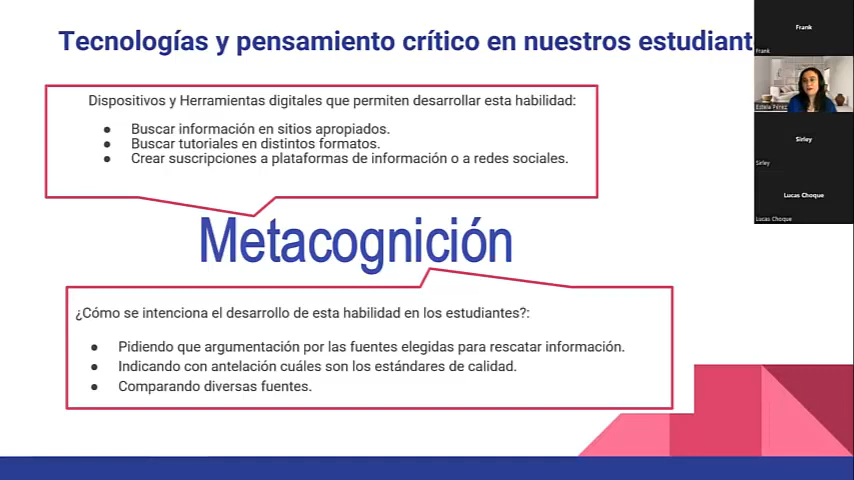 Tecnologías y pensamiento crítico en nuestros estudiant
Dispositivos y Herramientas digitales que permiten desarrollar esta habilidad:
● Buscar información en sitios apropiados.
● Buscar tutoriales en distintos formatos.
● Crear suscripciones a plataformas de información o a redes sociales.
Metacognición
¿Cómo se intenciona el desarrollo de esta habilidad en los estudiantes?:
● Pidiendo que argumentación por las fuentes elegidas para rescatar información.
● Indicando con antelación cuáles son los estándares de calidad.
● Comparando diversas fuentes.
Frank
Frank
Estela Pérez
Sirley
Sirley
Lucas Choque
Lucas Choque